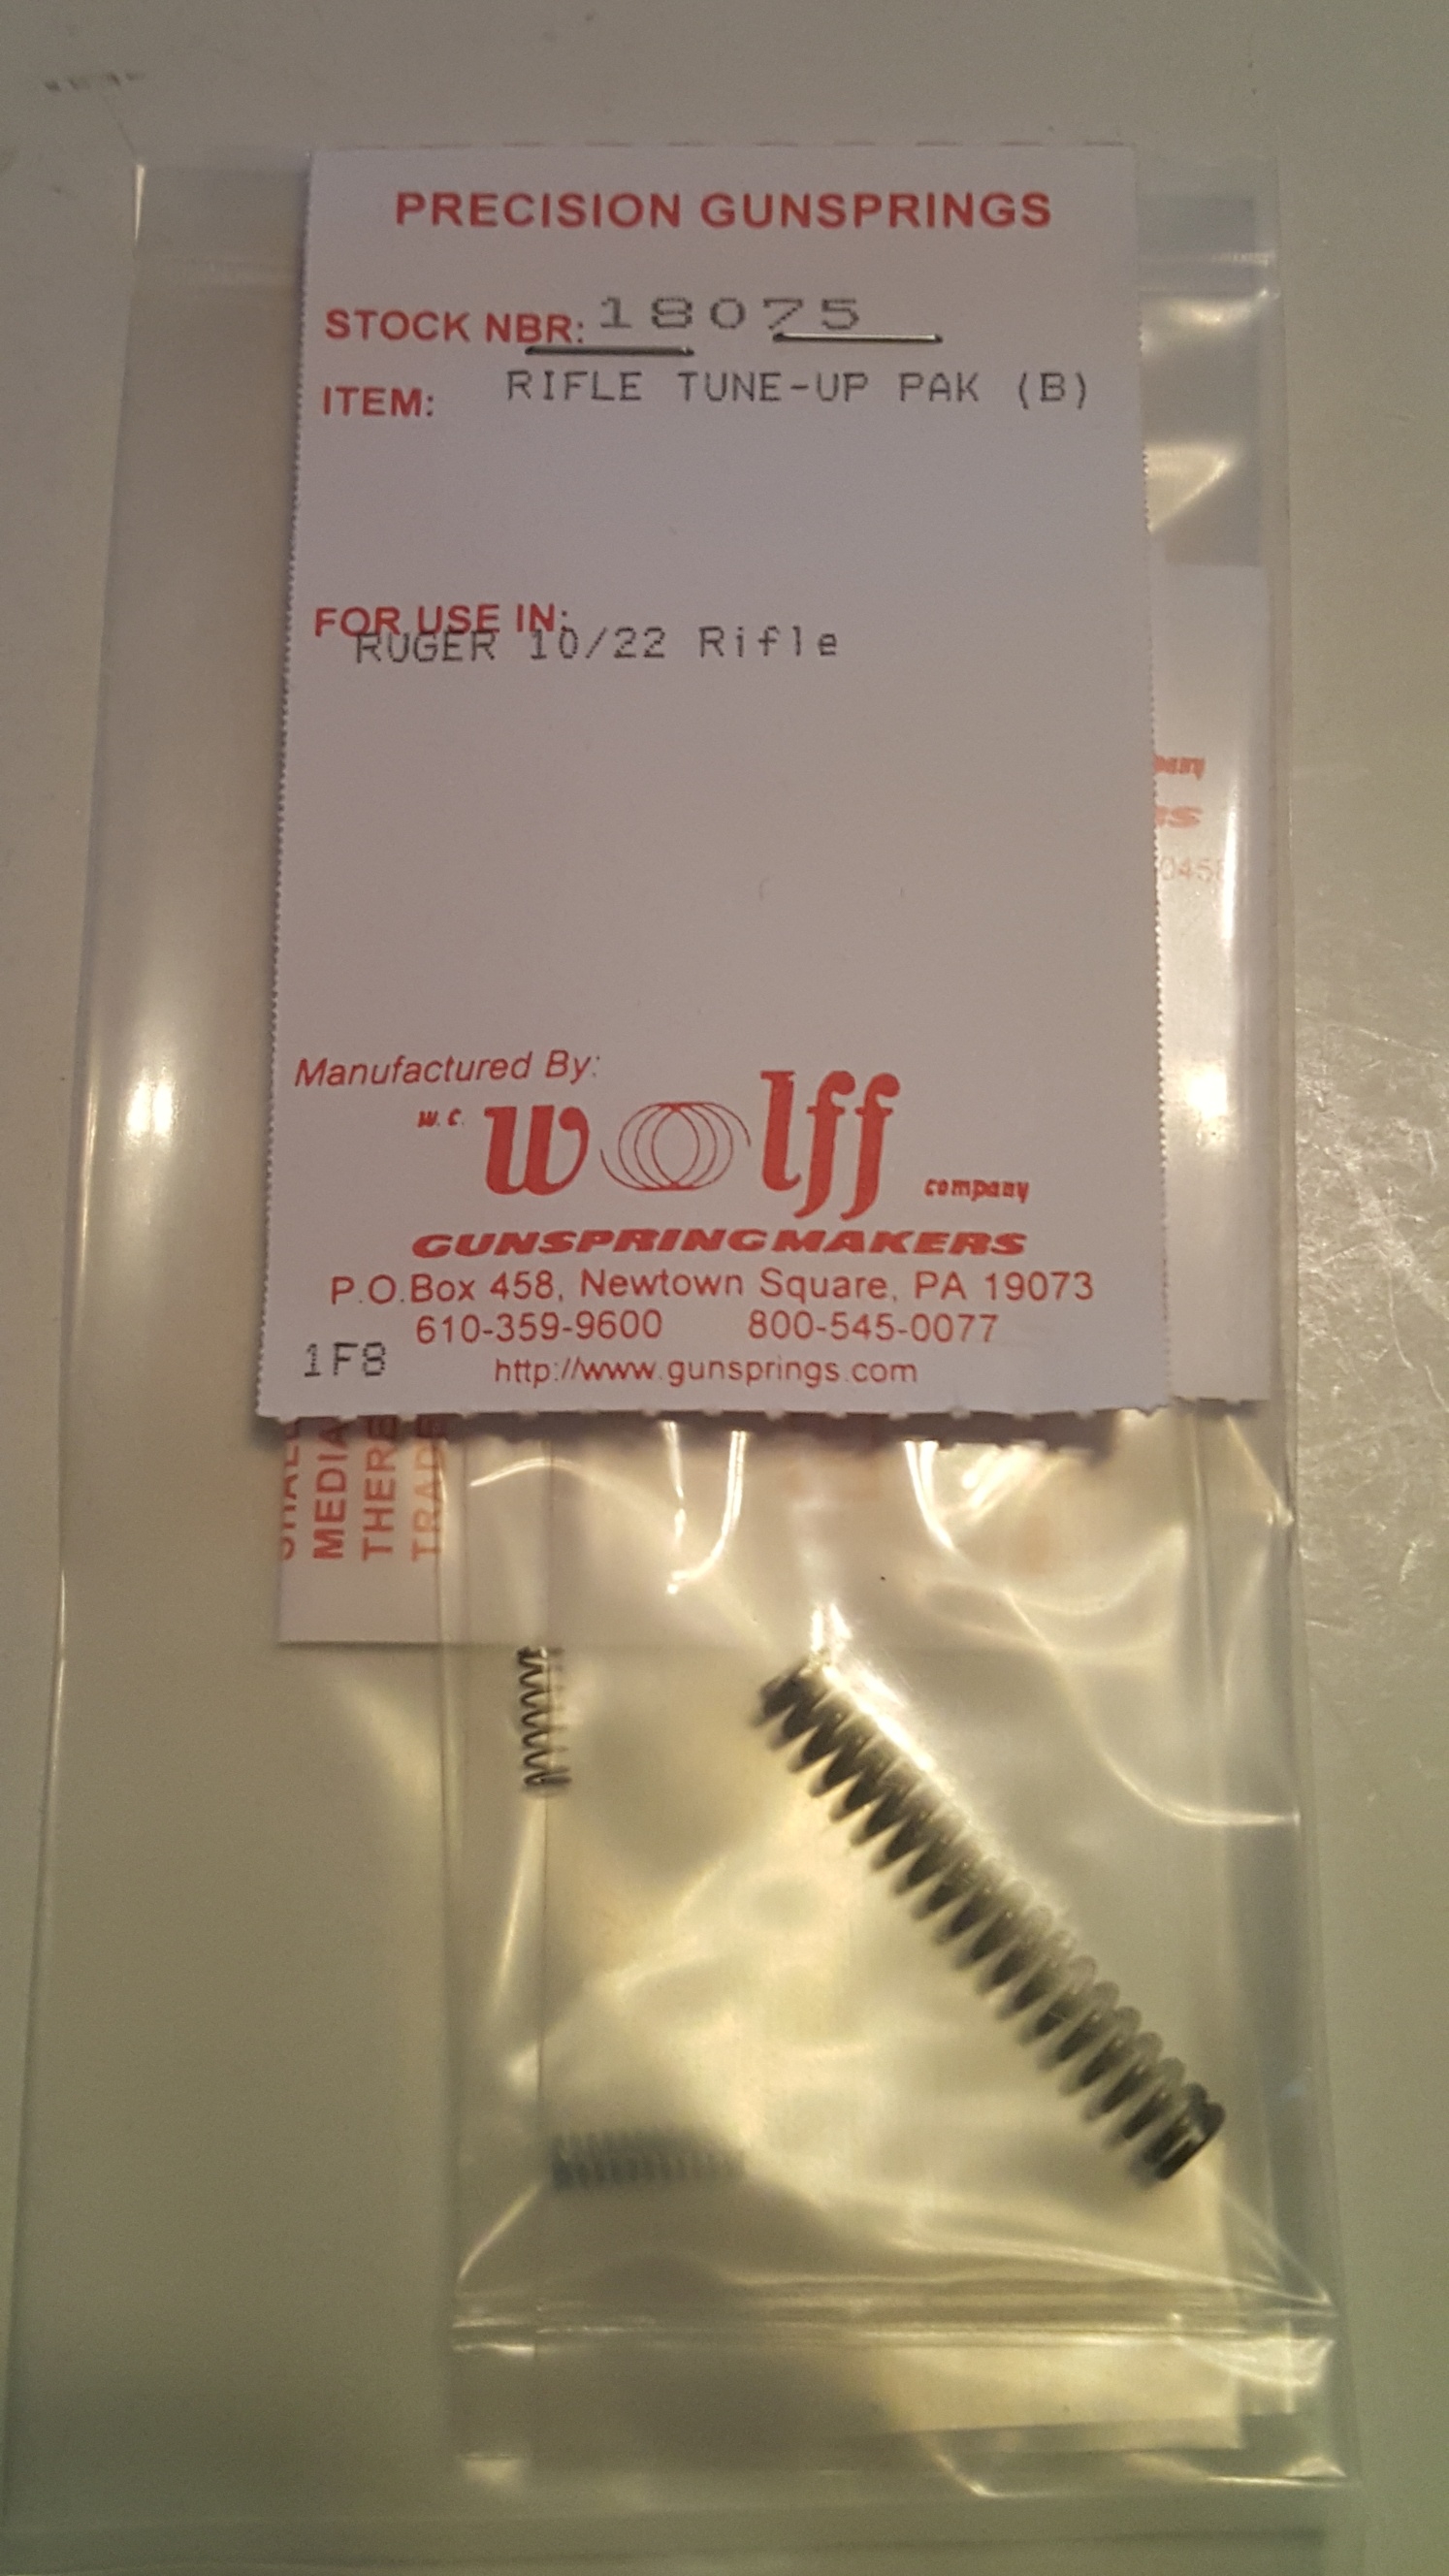 PRECISION GUNSPRINGS
STOCK NBR: 18075
ITEM: RIFLE TUNE-UP PAK (B)
FOR USE IN:
RUGER 10/22 Rifle
Manufactured By:
W. C. Wolff company
GUNSPRINGMAKERS
P.O.Box 458, Newtown Square, PA 19073
610-359-9600 800-545-0077
1F8 http://www.gunsprings.com
MEDIA
THERE
TRADE